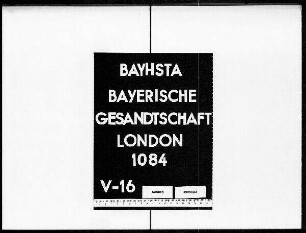 BAYHSTA
BAYERISCHE
GESANDTSCHAFT
LONDON
1084
V-16